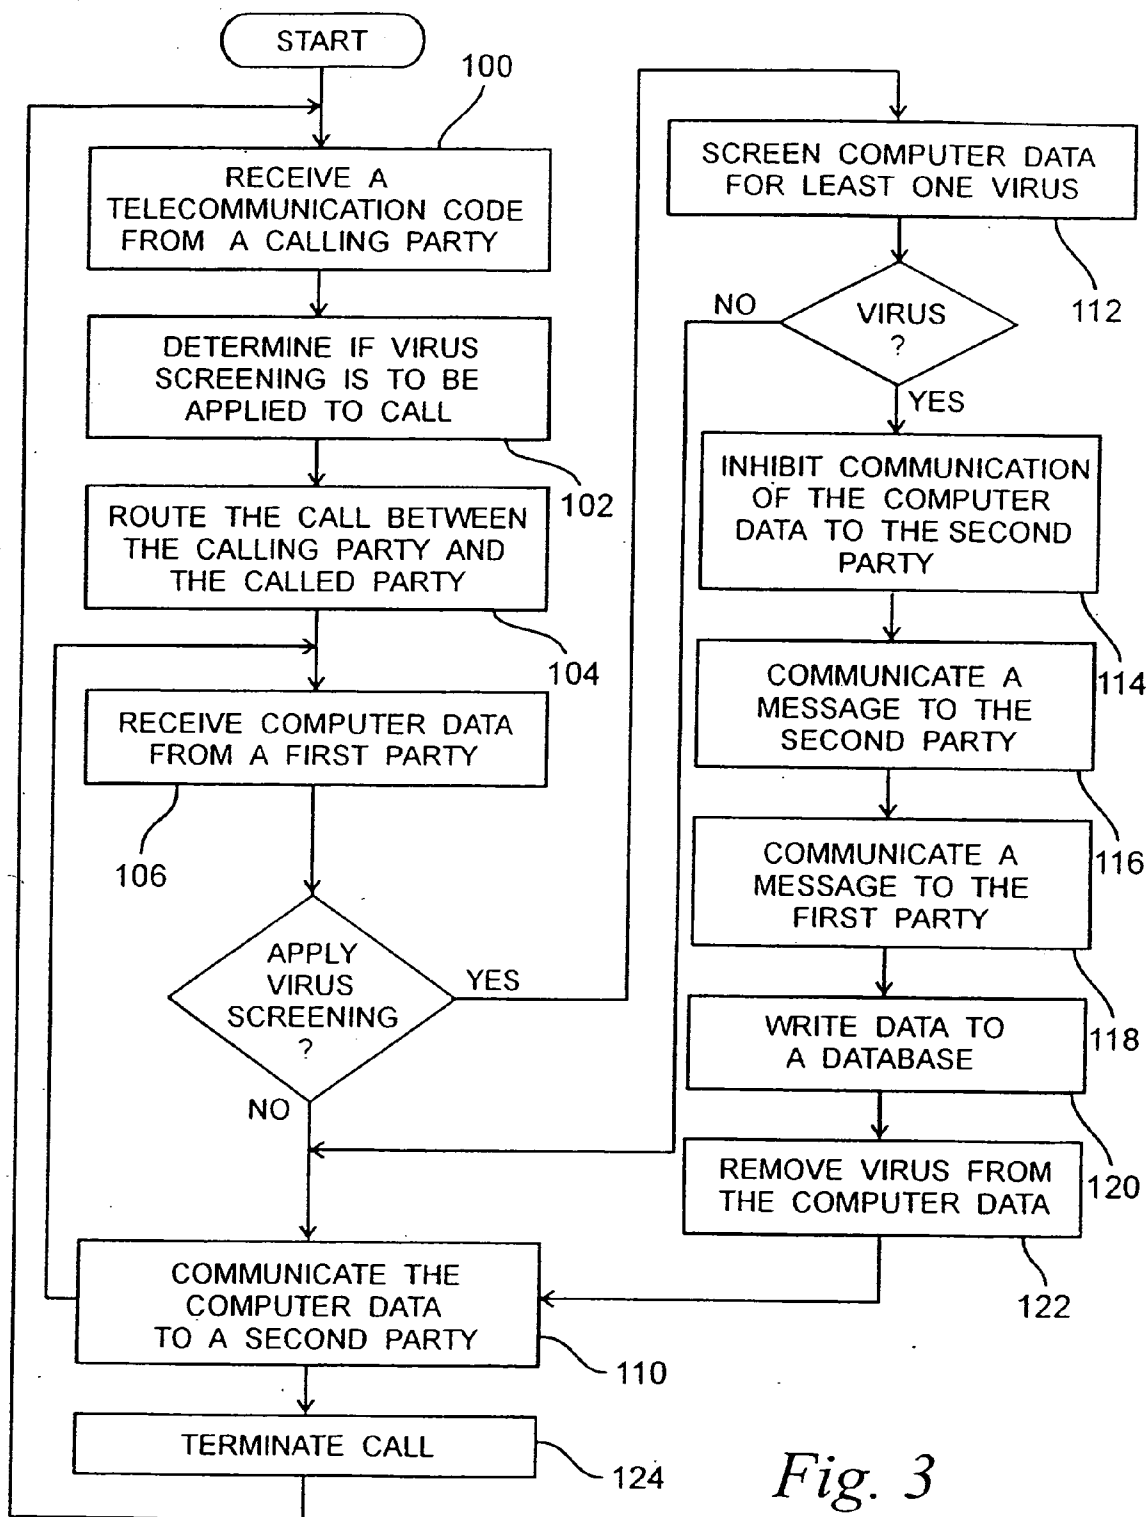 START
100
RECEIVE A
TELECOMMUNICATION CODE
FROM A CALLING PARTY
DETERMINE IF VIRUS
SCREENING IS TO BE
APPLIED TO CALL
102
ROUTE THE CALL BETWEEN
THE CALLING PARTY AND
THE CALLED PARTY
104
RECEIVE COMPUTER DATA
FROM A FIRST PARTY
106
APPLY
VIRUS
SCREENING
?
YES
NO
COMMUNICATE THE
COMPUTER DATA
TO A SECOND PARTY
110
TERMINATE CALL
124
SCREEN COMPUTER DATA
FOR LEAST ONE VIRUS
112
VIRUS
?
NO
YES
INHIBIT COMMUNICATION
OF THE COMPUTER
DATA TO THE SECOND
PARTY
114
COMMUNICATE A
MESSAGE TO THE
SECOND PARTY
116
COMMUNICATE A
MESSAGE TO THE
FIRST PARTY
118
WRITE DATA TO
A DATABASE
120
REMOVE VIRUS FROM
THE COMPUTER DATA
122
Fig. 3